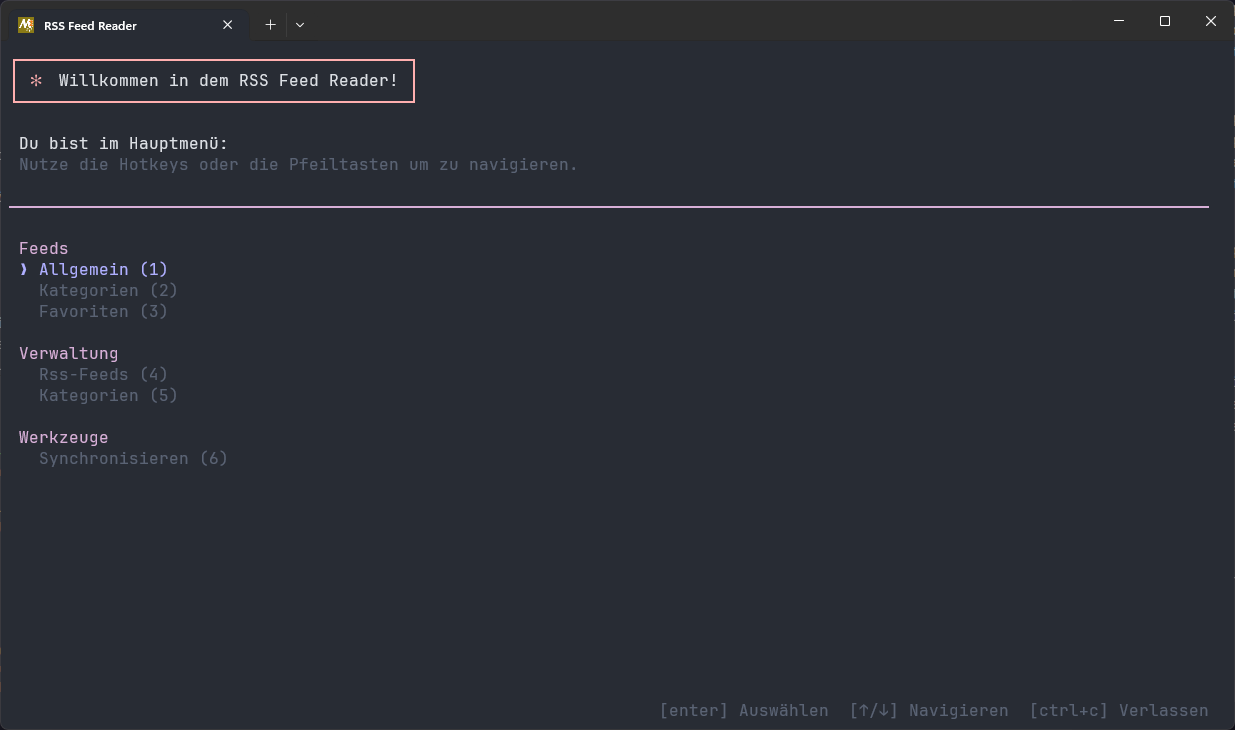 RSS Feed Reader
* Willkommen in dem RSS Feed Reader!
Du bist im Hauptmenü:
Nutze die Hotkeys oder die Pfeiltasten um zu navigieren.
Feeds
❱ Allgemein (1)
Kategorien (2)
Favoriten (3)
Verwaltung
Rss-Feeds (4)
Kategorien (5)
Werkzeuge
Synchronisieren (6)
[enter] Auswählen [↑/↓] Navigieren [ctrl+c] Verlassen